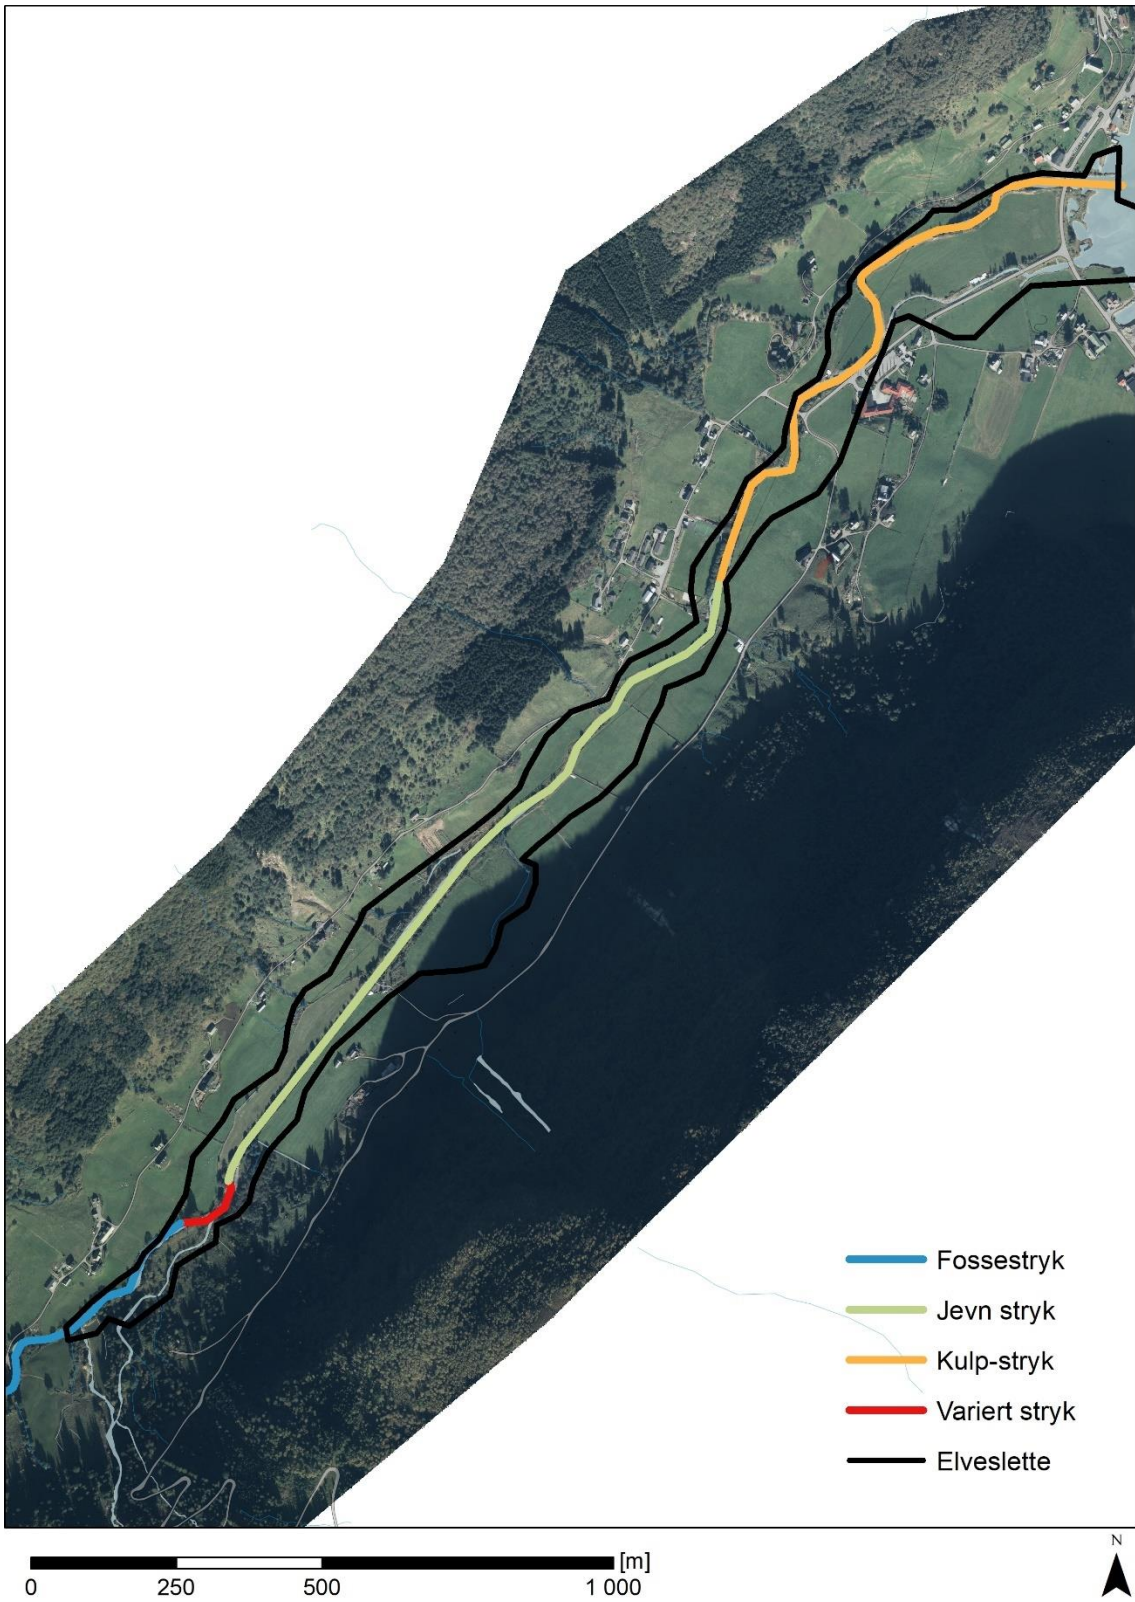 Fossestryk
Jevn stryk
Kulp-stryk
Variert stryk
Elveslette
[m]
0 250 500 1 000
N